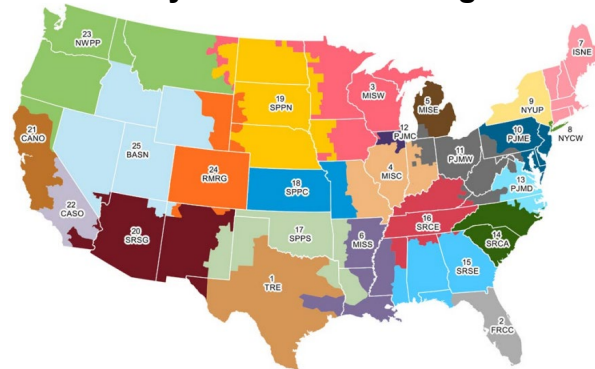 23
NWPP
7
ISNE
3
MISW
5
MISE
9
NYUP
19
SPPN
12
PJMC
10
PJME
8
NYCW
21
CANO
25
BASN
11
PJMW
24
RMRG
4
MISC
13
PJMD
18
SPPC
22
CASO
16
SRCE
17
SPPS
6
MISS
14
SRCA
20
SRSG
15
SRSE
1
TRE
2
FRCC